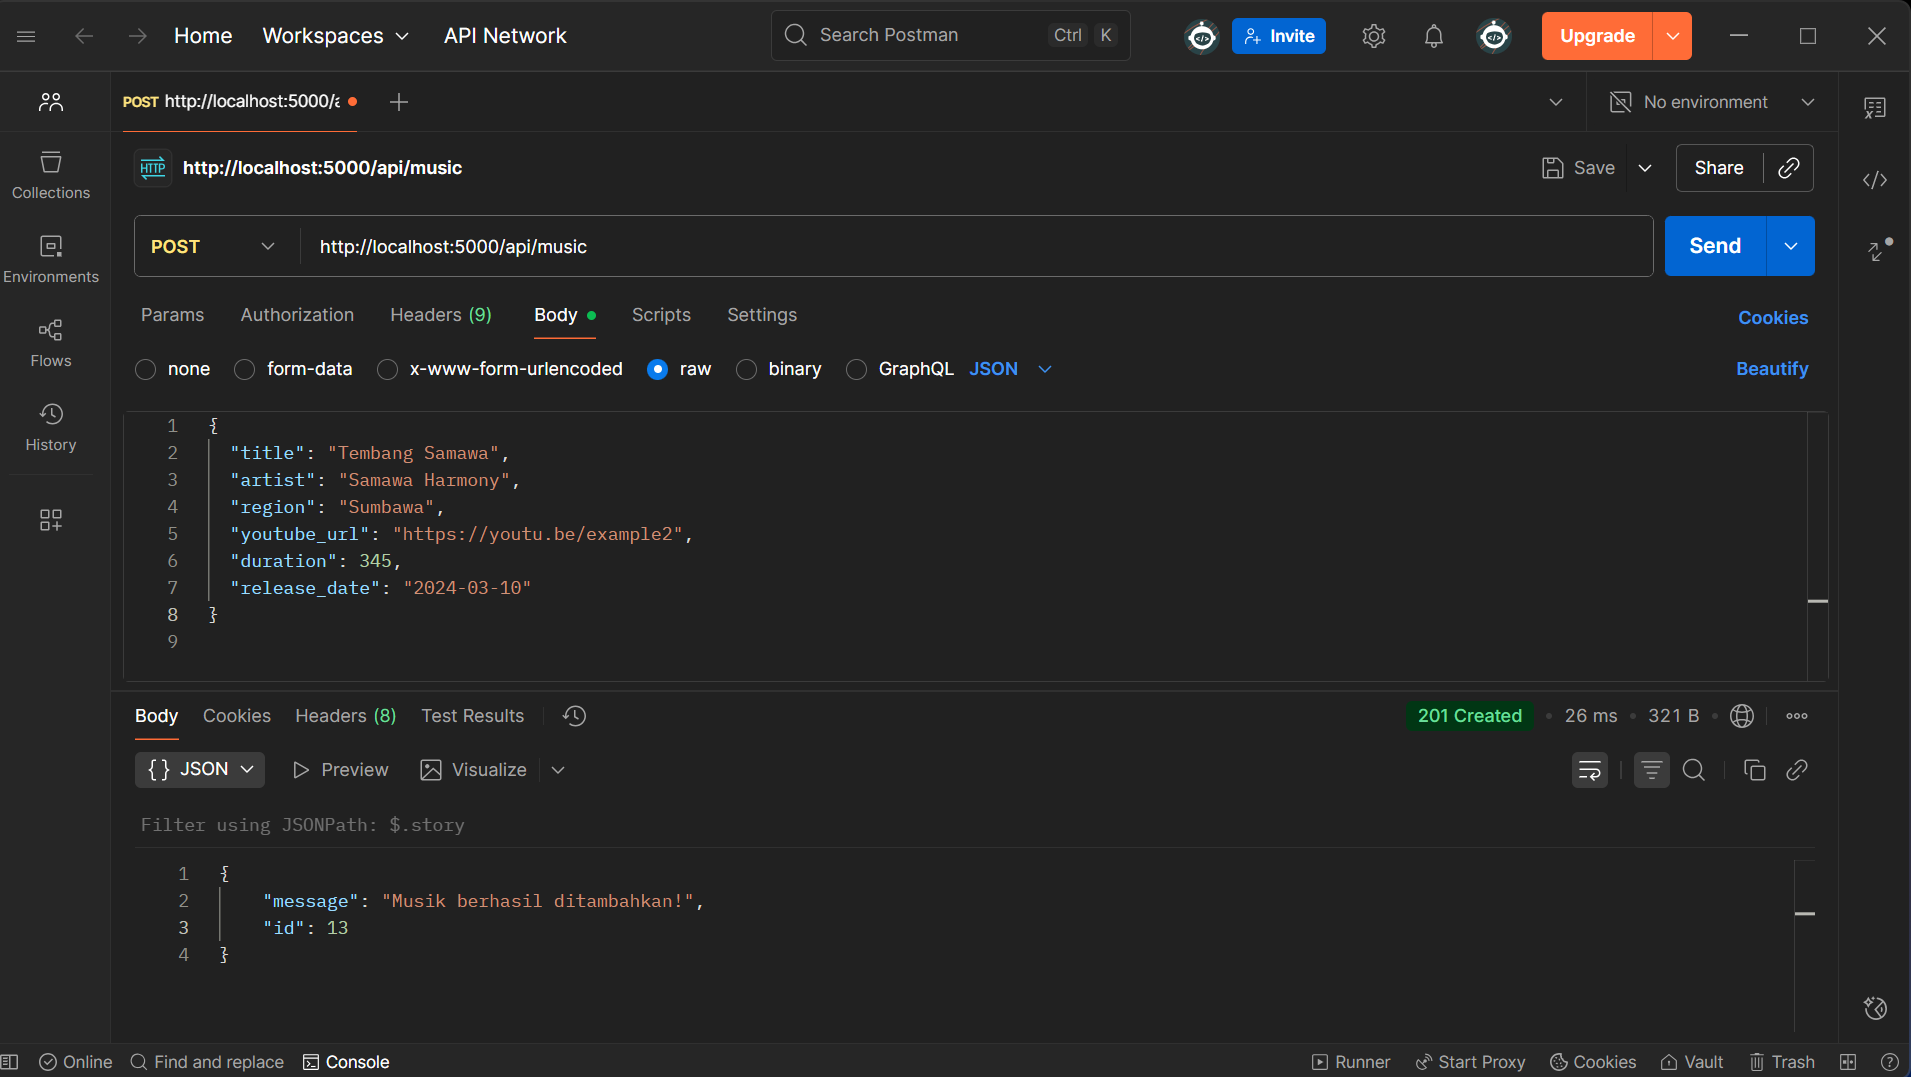 Home Workspaces API Network Search Postman Ctrl K Invite Upgrade
POST http://localhost:5000/a No environment
HTTP http://localhost:5000/api/music Save Share
Collections
POST http://localhost:5000/api/music Send
Environments
Params Authorization Headers (9) Body Scripts Settings Cookies
Flows
none form-data x-www-form-urlencoded raw binary GraphQL JSON Beautify
History
1 {
2 "title": "Tembang Samawa",
3 "artist": "Samawa Harmony",
4 "region": "Sumbawa",
5 "youtube_url": "https://youtu.be/example2",
6 "duration": 345,
7 "release_date": "2024-03-10"
8 }
9
Body Cookies Headers (8) Test Results 201 Created • 26 ms • 321 B •
{} JSON Preview Visualize
Filter using JSONPath: $.story
1 {
2 "message": "Musik berhasil ditambahkan!",
3 "id": 13
4 }
Online Find and replace Console Runner Start Proxy Cookies Vault Trash